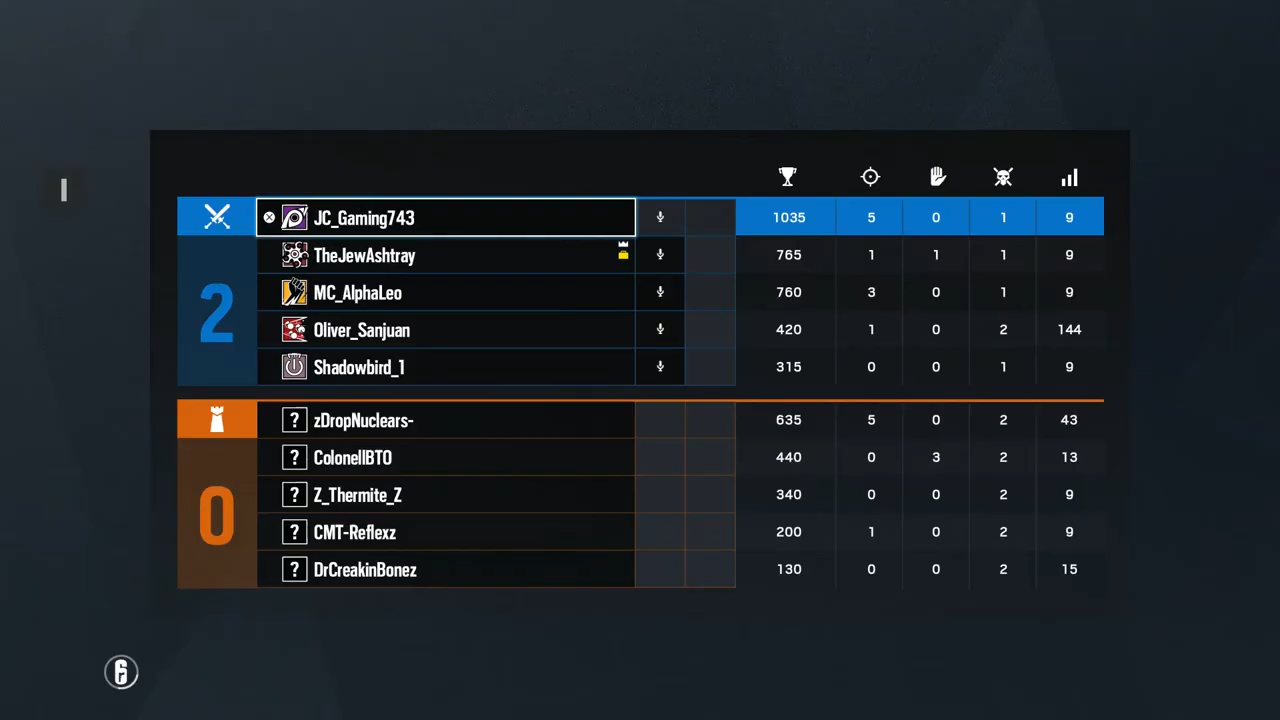 JC_Gaming743 1035 5 0 1 9
TheJewAshtray 765 1 1 1 9
2
MC_AlphaLeo 760 3 0 1 9
Oliver_Sanjuan 420 1 0 2 144
Shadowbird_1 315 0 0 1 9
? zDropNuclears- 635 5 0 2 43
? ColonellBTO 440 0 3 2 13
0
? Z_Thermite_Z 340 0 0 2 9
? CMT-Reflexz 200 1 0 2 9
? DrCreakinBonez 130 0 0 2 15
6